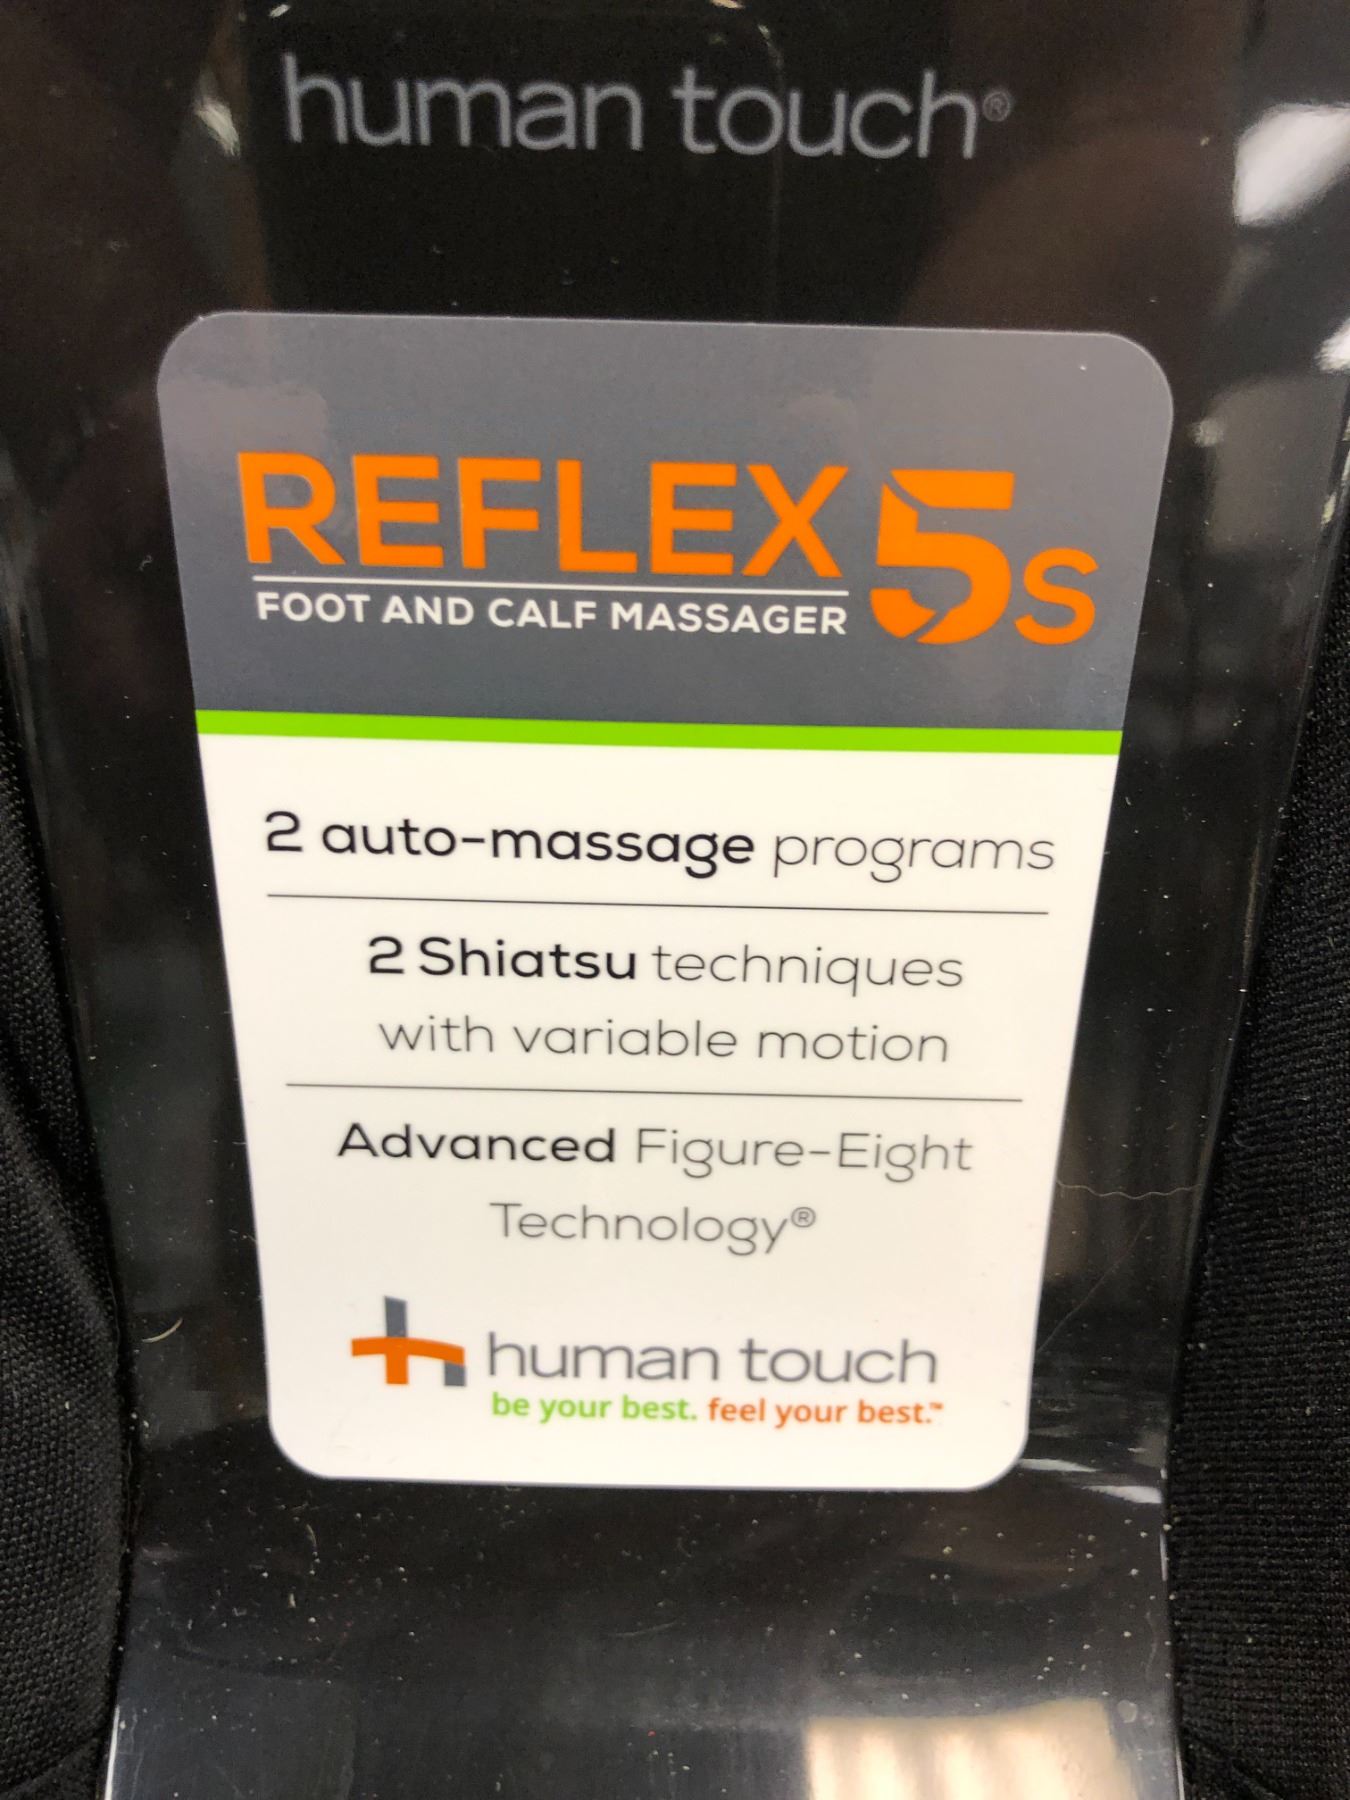 human touch®
REFLEX 5s
FOOT AND CALF MASSAGER
2 auto-massage programs
2 Shiatsu techniques
with variable motion
Advanced Figure-Eight
Technology®
human touch
be your best. feel your best.™